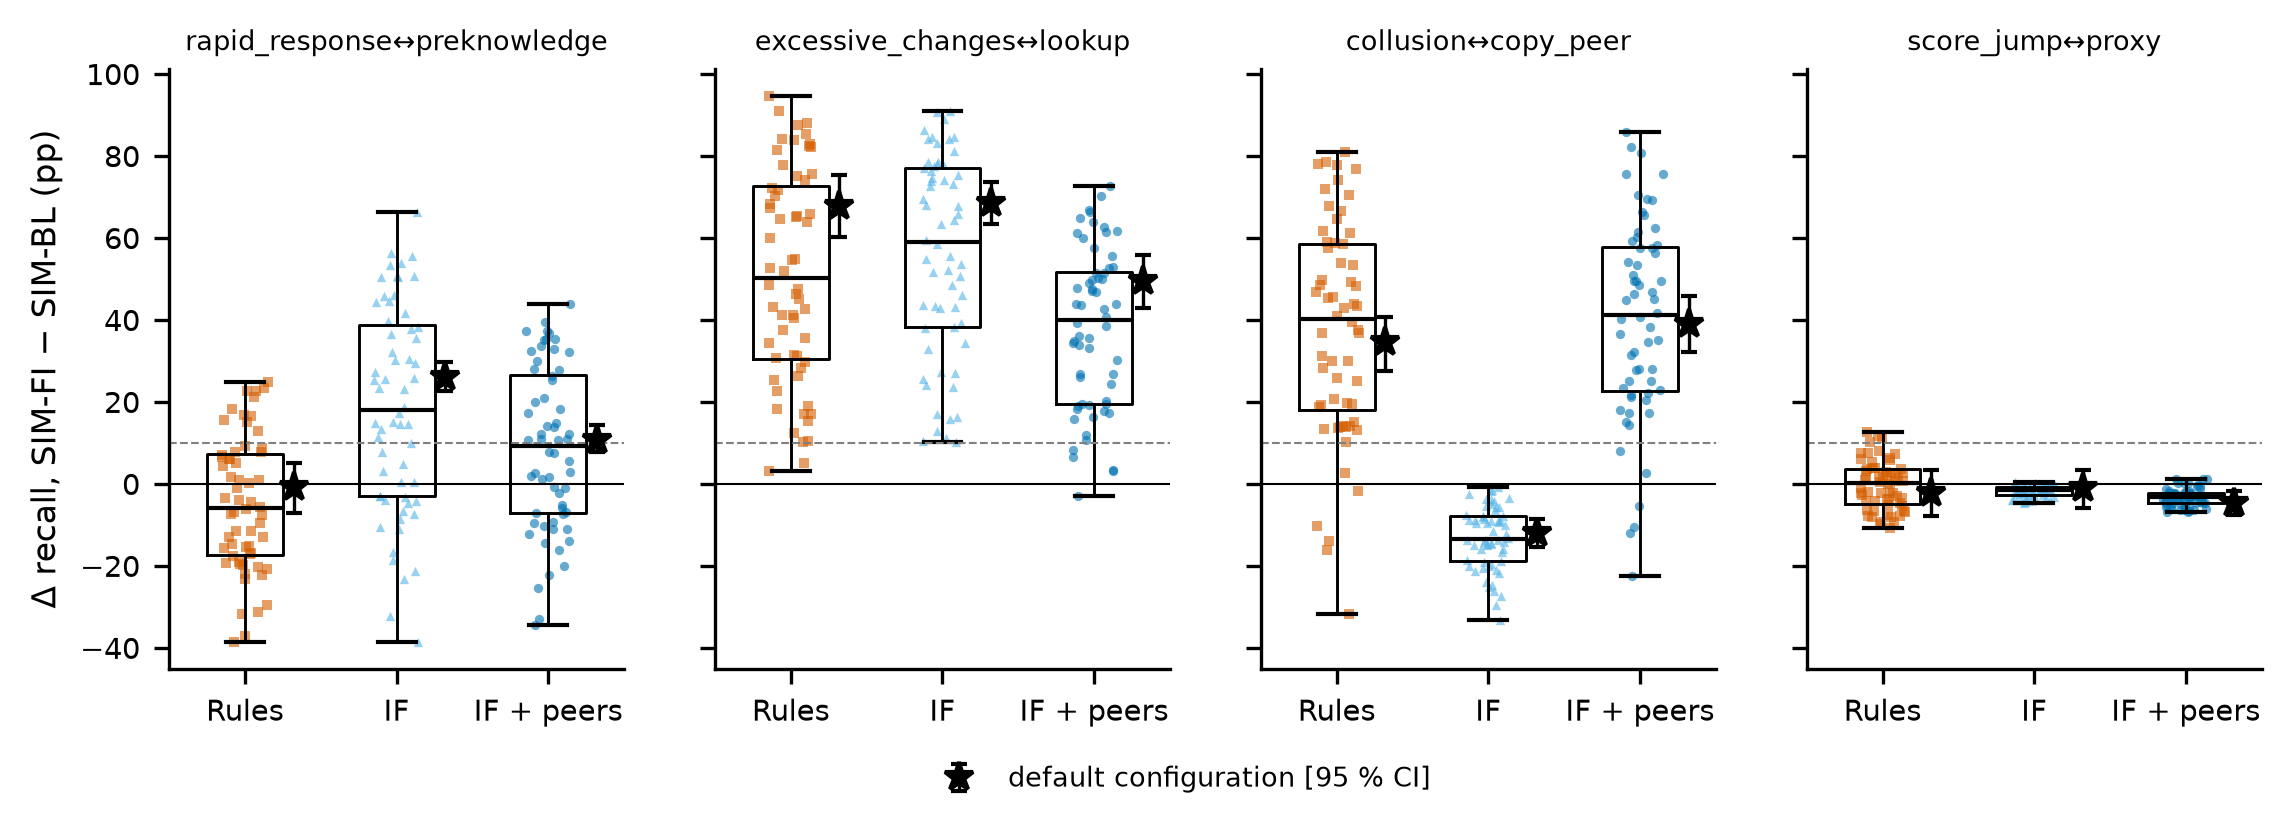 rapid_response↔preknowledge excessive_changes↔lookup collusion↔copy_peer score_jump↔proxy
Δ recall, SIM-FI − SIM-BL (pp)
100
80
60
40
20
0
−20
−40
Rules IF IF + peers Rules IF IF + peers Rules IF IF + peers Rules IF IF + peers
default configuration [95 % CI]